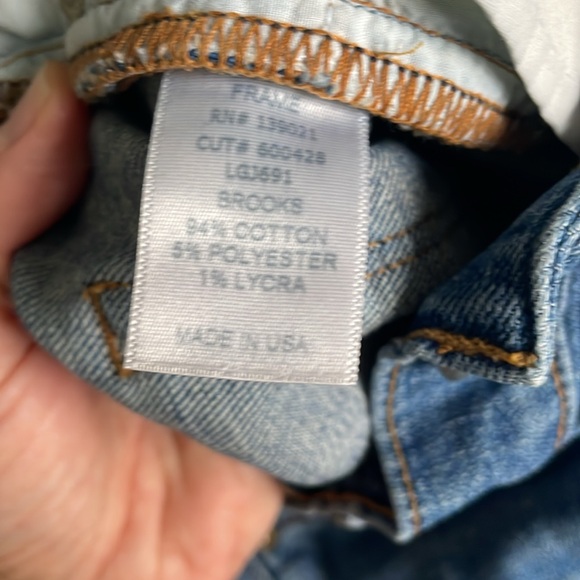 FRAME
RN# 139021
CUT# 600428
LGJ691
BROOKS
94% COTTON
5% POLYESTER
1% LYCRA
MADE IN USA